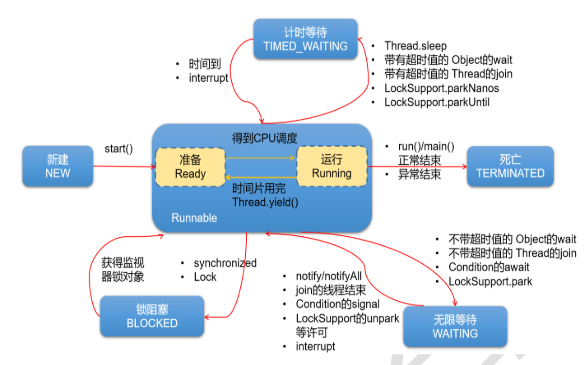 计时等待
TIMED_WAITING
• 时间到
• interrupt
• Thread.sleep
• 带有超时值的 Object的wait
• 带有超时值的 Thread的join
• LockSupport.parkNanos
• LockSupport.parkUntil
新建
NEW
start()
得到CPU调度
准备
Ready
运行
Running
时间片用完
Thread.yield()
Runnable
• run()/main()
正常结束
• 异常结束
死亡
TERMINATED
获得监视
器锁对象
• synchronized
• Lock
锁阻塞
BLOCKED
• notify/notifyAll
• join的线程结束
• Condition的signal
• LockSupport的unpark
等许可
• interrupt
• 不带超时值的 Object的wait
• 不带超时值的 Thread的join
• Condition的await
LockSupport.park
无限等待
WAITING